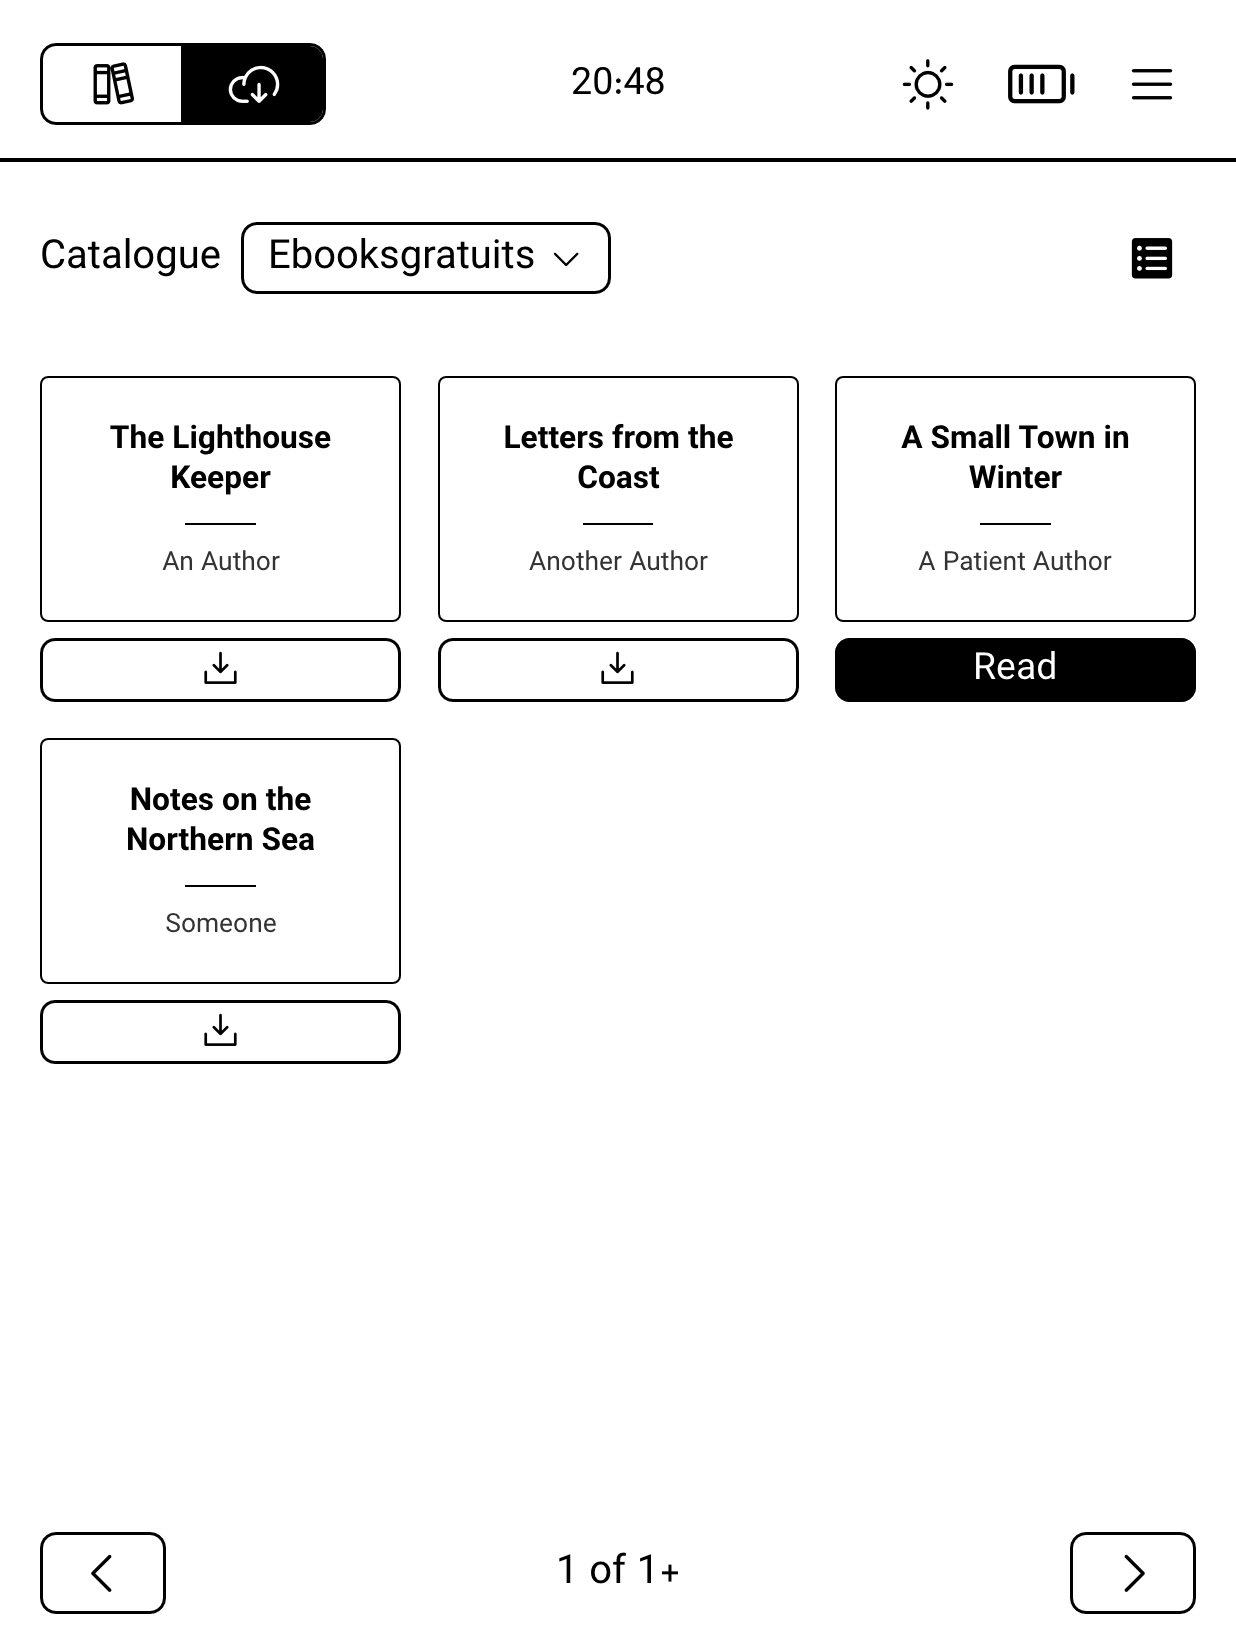 20:48
Catalogue
Ebooksgratuits
The Lighthouse
Keeper
An Author
Letters from the
Coast
Another Author
A Small Town in
Winter
A Patient Author
Read
Notes on the
Northern Sea
Someone
1 of 1+